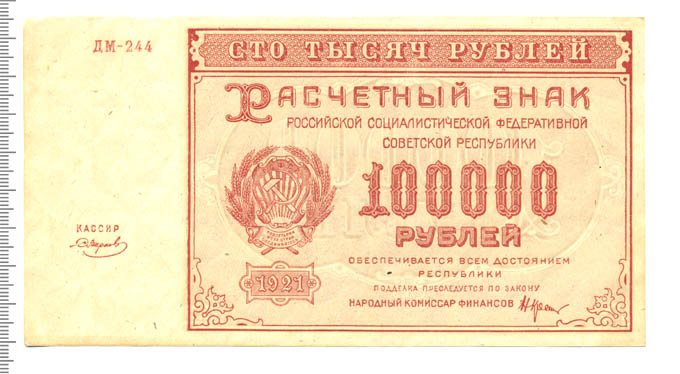 ДМ-244
СТО ТЫСЯЧ РУБЛЕЙ
РАСЧЕТНЫЙ ЗНАК
РОССИЙСКОЙ СОЦИАЛИСТИЧЕСКОЙ ФЕДЕРАТИВНОЙ
СОВЕТСКОЙ РЕСПУБЛИКИ
100000
РУБЛЕЙ
КАССИР
1921
ОБЕСПЕЧИВАЕТСЯ ВСЕМ ДОСТОЯНИЕМ
РЕСПУБЛИКИ
ПОДДЕЛКА ПРЕСЛЕДУЕТСЯ ПО ЗАКОНУ
НАРОДНЫЙ КОМИССАР ФИНАНСОВ